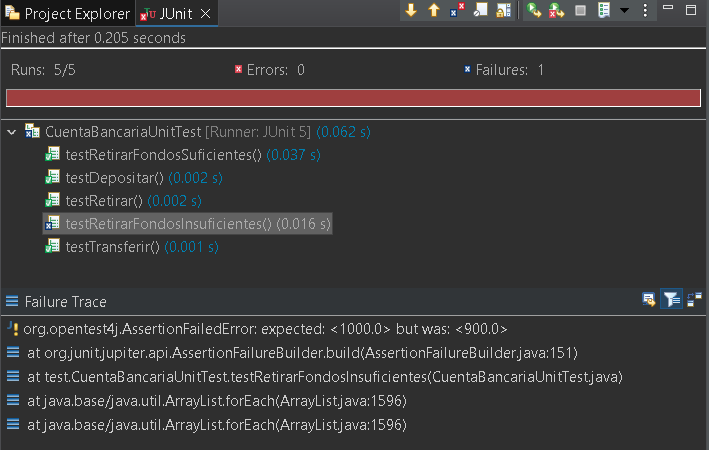 Project Explorer JUnit
Finished after 0.205 seconds
Runs: 5/5 Errors: 0 Failures: 1
CuentaBancariaUnitTest [Runner: JUnit 5] (0.062 s)
testRetirarFondosSuficientes() (0.037 s)
testDepositar() (0.002 s)
testRetirar() (0.002 s)
testRetirarFondosInsuficientes() (0.016 s)
testTransferir() (0.001 s)
Failure Trace
org.opentest4j.AssertionFailedError: expected: <1000.0> but was: <900.0>
at org.junit.jupiter.api.AssertionFailureBuilder.build(AssertionFailureBuilder.java:151)
at test.CuentaBancariaUnitTest.testRetirarFondosInsuficientes(CuentaBancariaUnitTest.java)
at java.base/java.util.ArrayList.forEach(ArrayList.java:1596)
at java.base/java.util.ArrayList.forEach(ArrayList.java:1596)